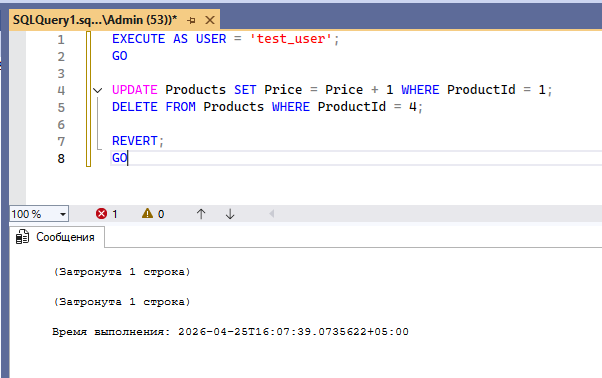 SQLQuery1.sq...\Admin (53))*
1 EXECUTE AS USER = 'test_user';
2 GO
3
4 UPDATE Products SET Price = Price + 1 WHERE ProductId = 1;
5 DELETE FROM Products WHERE ProductId = 4;
6
7 REVERT;
8 GO
100 % 1 0
Сообщения
(Затронута 1 строка)
(Затронута 1 строка)
Время выполнения: 2026-04-25T16:07:39.0735622+05:00